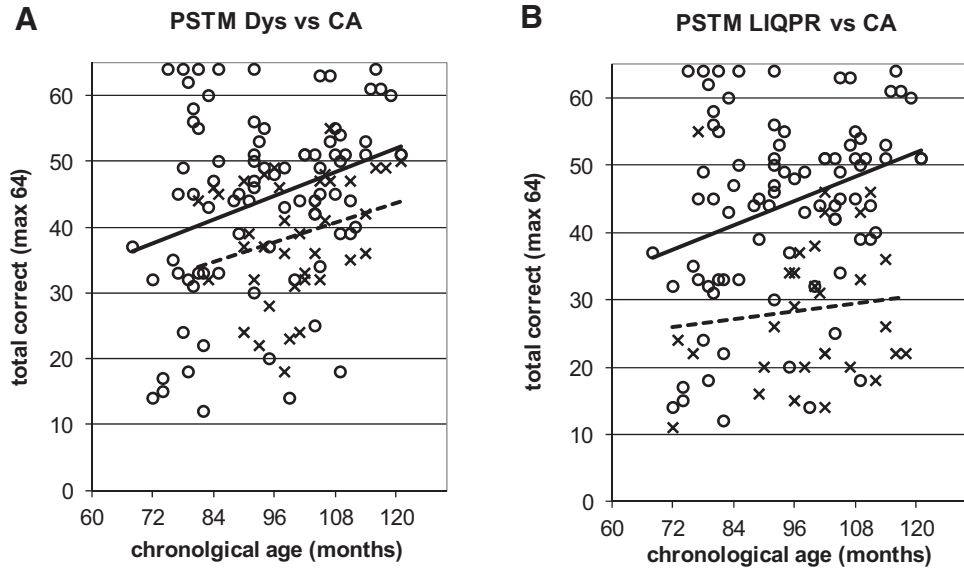 A
PSTM Dys vs CA
total correct (max 64)
60
50
40
30
20
10
0
60 72 84 96 108 120
chronolgical age (months)
B
PSTM LIQPR vs CA
total correct (max 64)
60
50
40
30
20
10
0
60 72 84 96 108 120
chronological age (months)